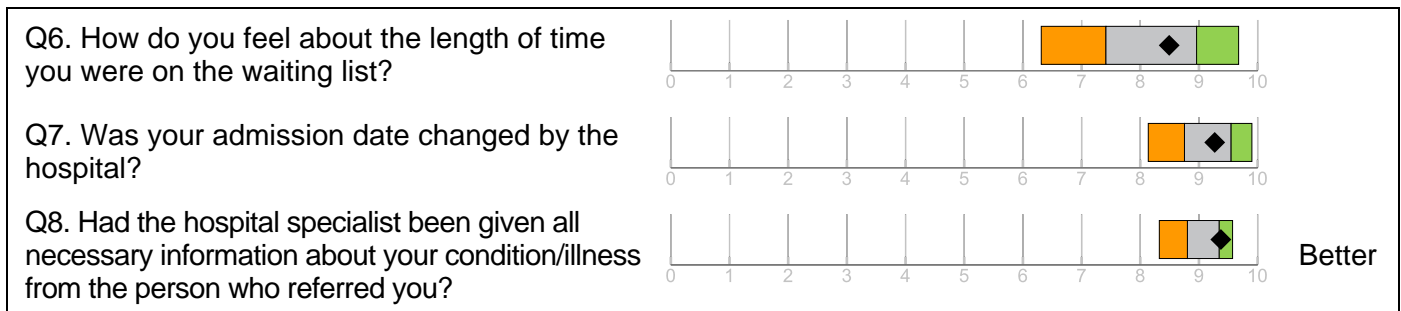 Q6. How do you feel about the length of time
you were on the waiting list?
0 1 2 3 4 5 6 7 8 9 10
Q7. Was your admission date changed by the
hospital?
0 1 2 3 4 5 6 7 8 9 10
Q8. Had the hospital specialist been given all
necessary information about your condition/illness
from the person who referred you?
0 1 2 3 4 5 6 7 8 9 10
Better